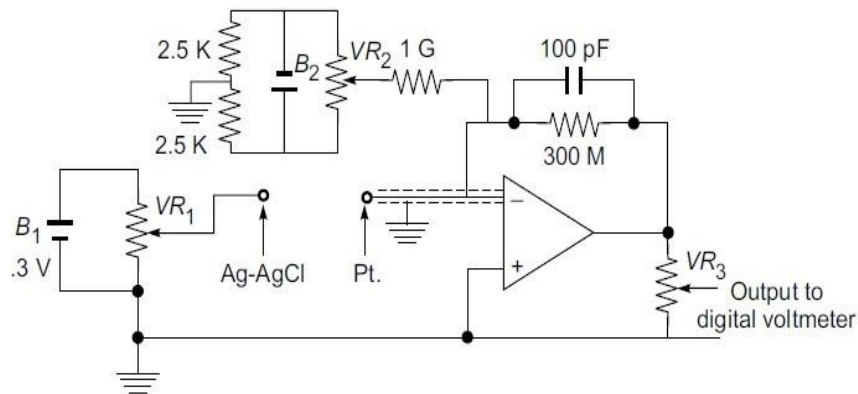 2.5 K
B2
VR2
1 G
100 pF
2.5 K
300 M
B1
VR1
.3 V
Ag-AgCl
Pt.
−
+
VR3
Output to
digital voltmeter